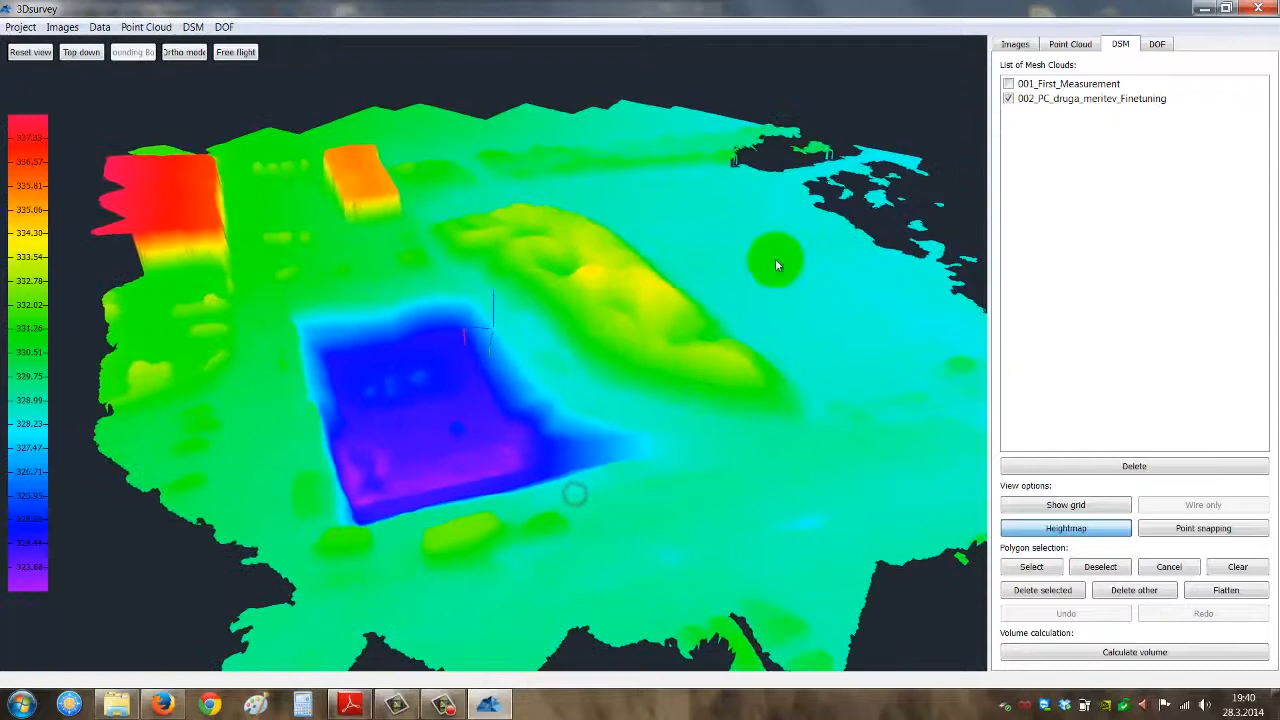 3Dsurvey
Project Images Data Point Cloud DSM DOF
Reset view Top down ounding Bo Ortho mode Free flight
Images Point Cloud DSM DOF
List of Mesh Clouds:
001_First_Measurement
002_PC_druga_meritev_Finetuning
337.33
336.57
335.81
335.06
334.30
333.54
332.78
332.02
331.26
330.51
329.75
328.99
328.23
327.47
326.71
325.95
323.68
Delete
View options:
Show grid Wire only
Heightmap Point snapping
Polygon selection:
Select Deselect Cancel Clear
Delete selected Delete other Flatten
Undo Redo
Volume calculation:
Calculate volume
19:40
28.3.2014